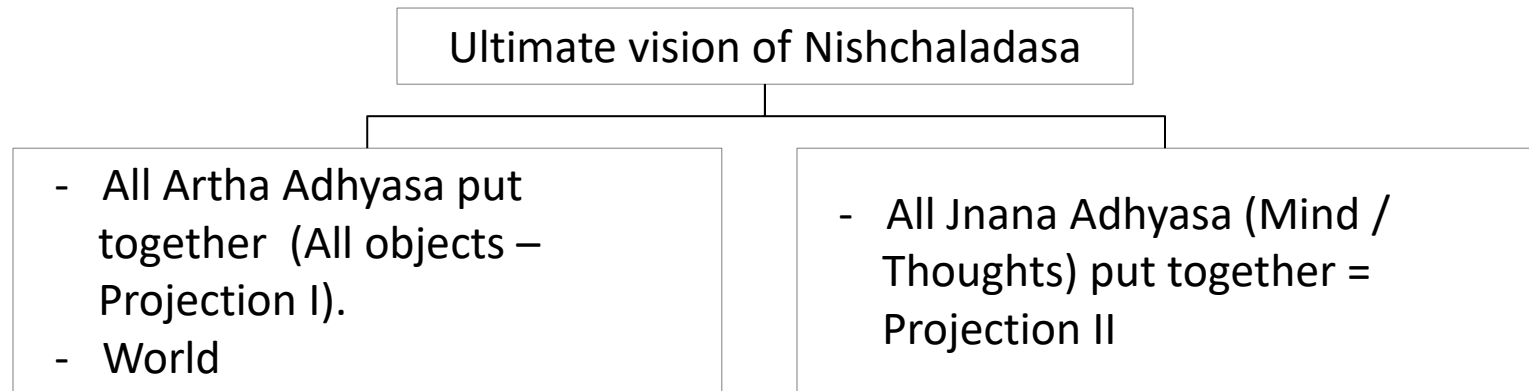 Ultimate vision of Nishchaladasa
- All Artha Adhyasa put
together (All objects –
Projection I).
- World
- All Jnana Adhyasa (Mind /
Thoughts) put together =
Projection II